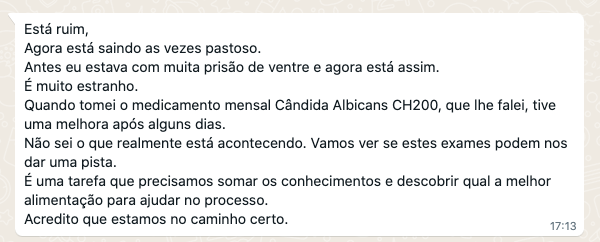 Está ruim,
Agora está saindo as vezes pastoso.
Antes eu estava com muita prisão de ventre e agora está assim.
É muito estranho.
Quando tomei o medicamento mensal Cândida Albicans CH200, que lhe falei, tive
uma melhora após alguns dias.
Não sei o que realmente está acontecendo. Vamos ver se estes exames podem nos
dar uma pista.
É uma tarefa que precisamos somar os conhecimentos e descobrir qual a melhor
alimentação para ajudar no processo.
Acredito que estamos no caminho certo.
17:13